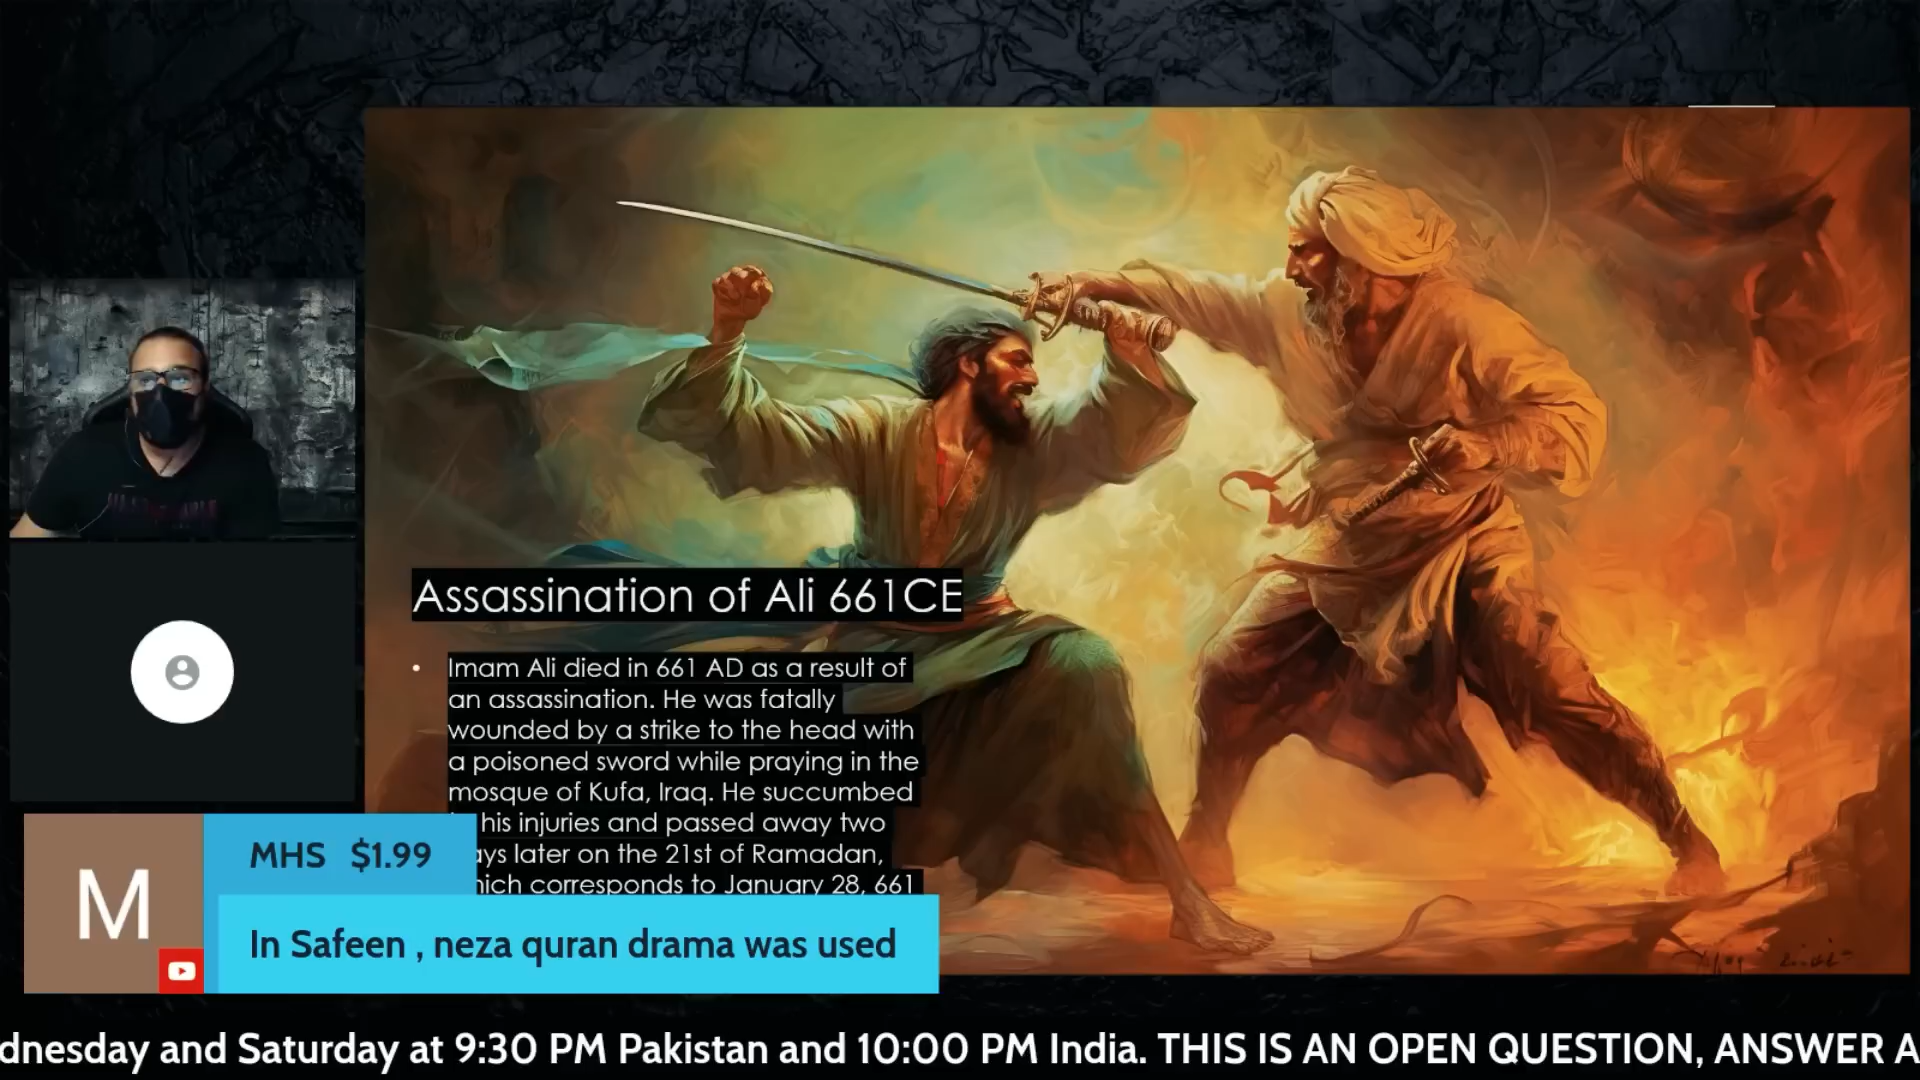 Assassination of Ali 661CE
• Imam Ali died in 661 AD as a result of
an assassination. He was fatally
wounded by a strike to the head with
a poisoned sword while praying in the
mosque of Kufa, Iraq. He succumbed
his injuries and passed away two
ays later on the 21st of Ramadan,
hich corresponds to January 28, 661
M
MHS $1.99
In Safeen , neza quran drama was used
dnesday and Saturday at 9:30 PM Pakistan and 10:00 PM India. THIS IS AN OPEN QUESTION, ANSWER A